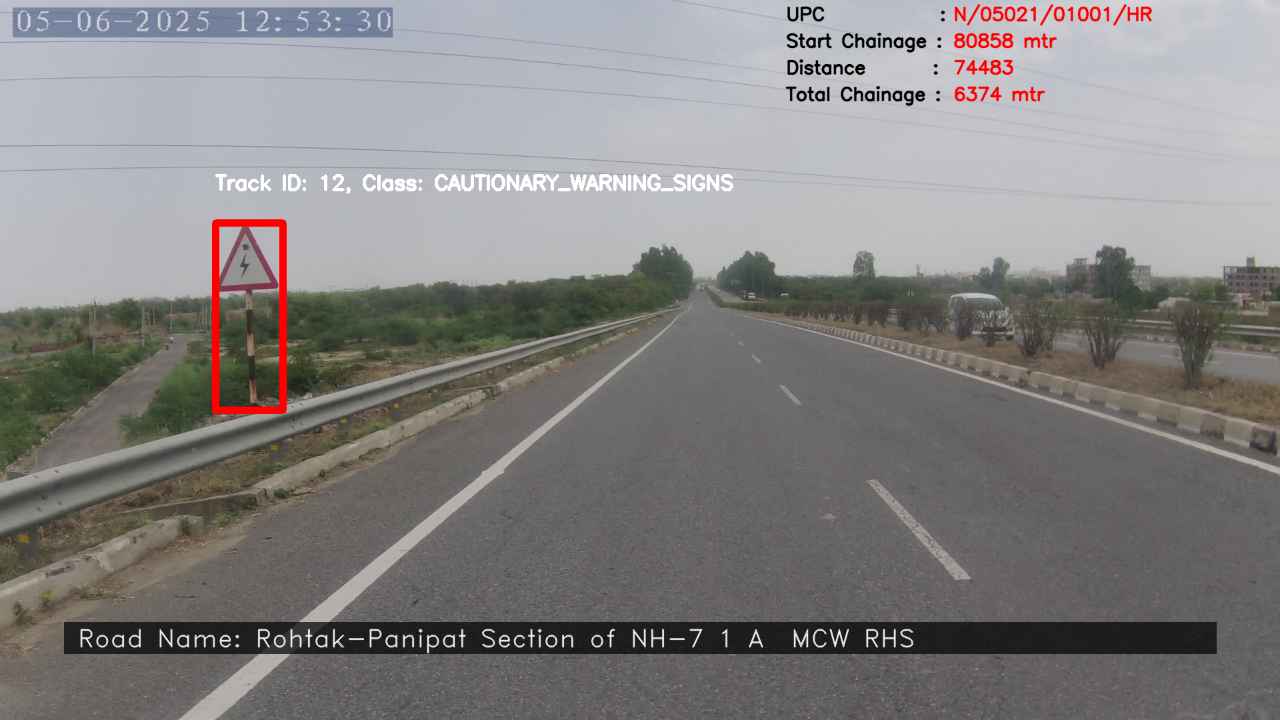 05-06-2025 12:53:30
UPC : N/05021/01001/HR
Start Chainage : 80858 mtr
Distance : 74483
Total Chainage : 6374 mtr
Track ID: 12, Class: CAUTIONARY_WARNING_SIGNS
Road Name: Rohtak-Panipat Section of NH-7 1 A MCW RHS